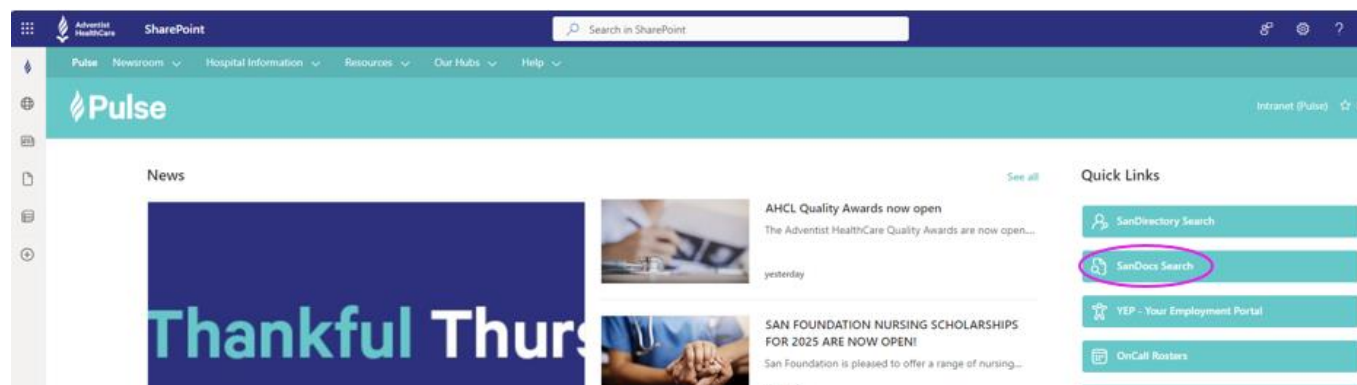 Adventist
HealthCare
SharePoint
Search in SharePoint
?
Pulse Newsroom Hospital Information Resources Our Hubs Help
Pulse
Intranet (Pulse)
News
See all
Quick Links
Thankful Thurs
AHCL Quality Awards now open
The Adventist HealthCare Quality Awards are now open....
yesterday
SAN FOUNDATION NURSING SCHOLARSHIPS
FOR 2025 ARE NOW OPEN!
San Foundation is pleased to offer a range of nursing...
SanDirectory Search
SanDocs Search
YEP - Your Employment Portal
OnCall Rosters